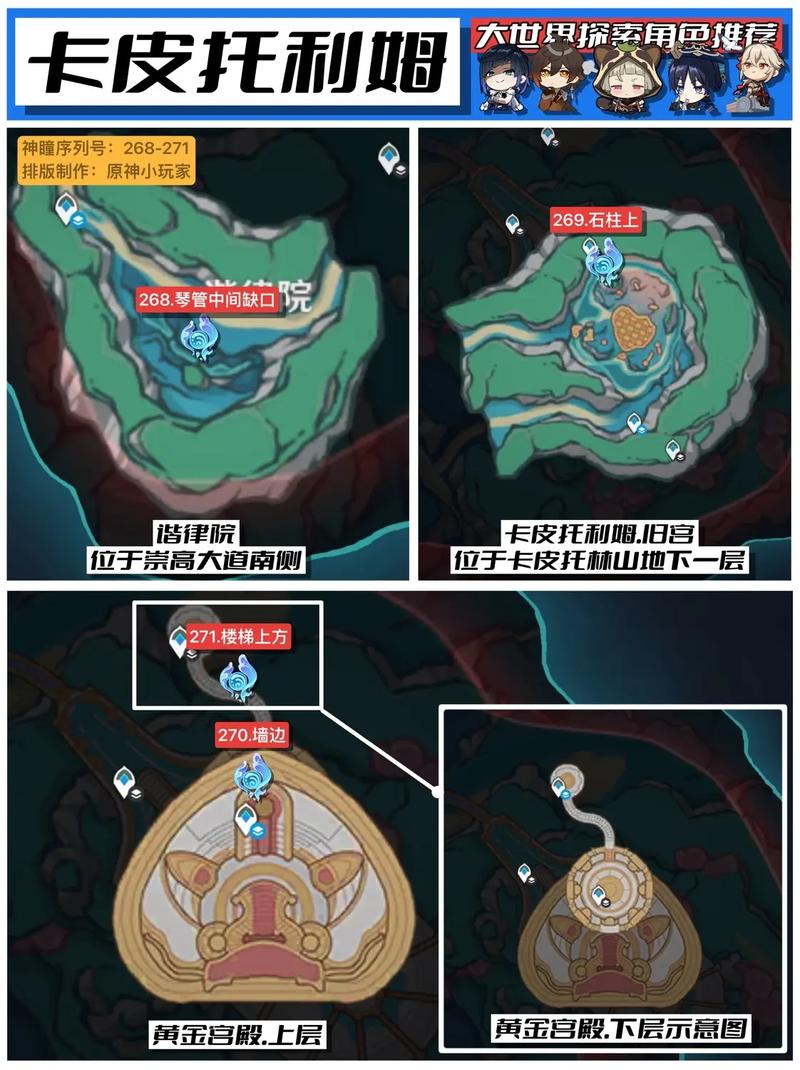 卡皮托利姆
大世界探索角色推荐
神瞳序列号：268-271
排版制作：原神小玩家
谐律院
268.琴管中间缺口
269.石柱上
谐律院
位于崇高大道南侧
卡皮托利姆.旧宫
位于卡皮托林山地下一层
271.楼梯上方
270.墙边
黄金宫殿.上层
黄金宫殿.下层示意图